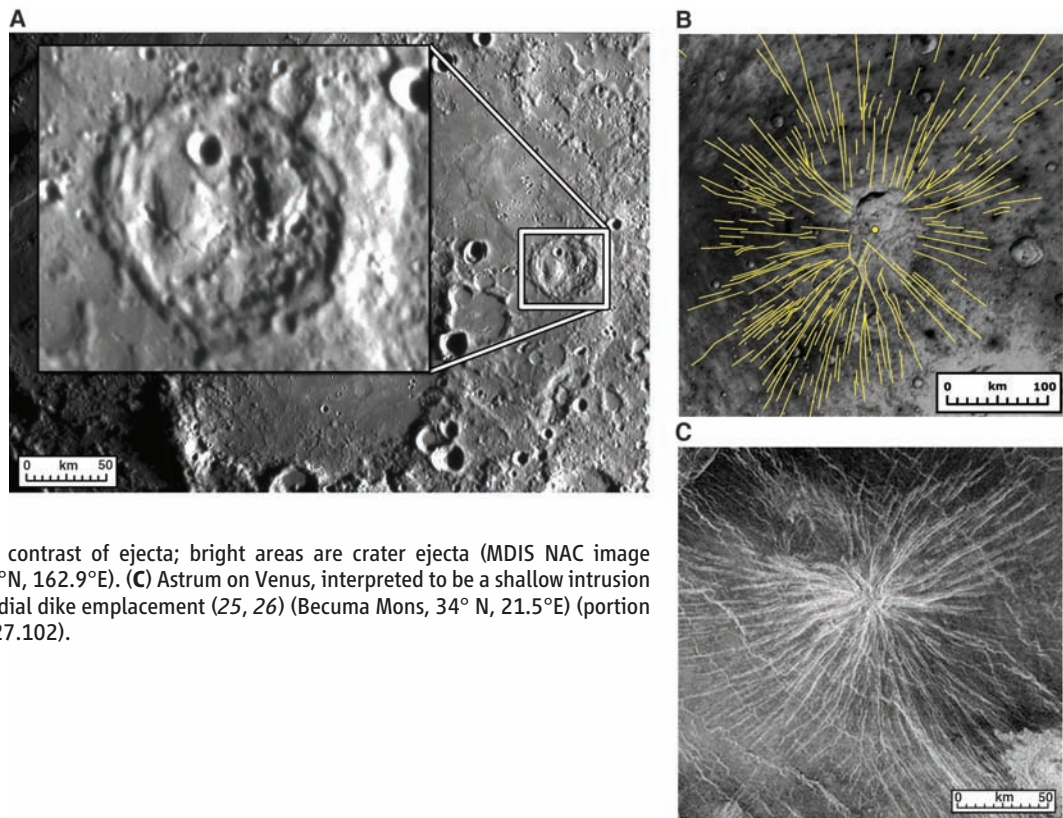 A
B
0 km 100
C
0 km 50
contrast of ejecta; bright areas are crater ejecta (MDIS NAC image
°N, 162.9°E). (C) Astrum on Venus, interpreted to be a shallow intrusion
dial dike emplacement (25, 26) (Becuma Mons, 34° N, 21.5°E) (portion
27.102).
0 km 50